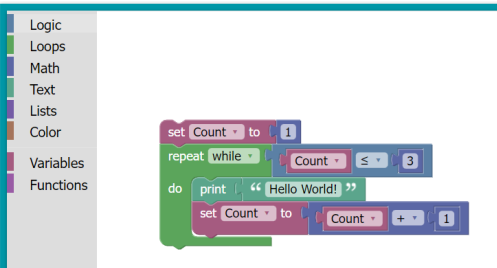 Logic
Loops
Math
Text
Lists
Color
Variables
Functions
set Count to 1
repeat while Count ≤ 3
do print “ Hello World! ”
set Count to Count + 1